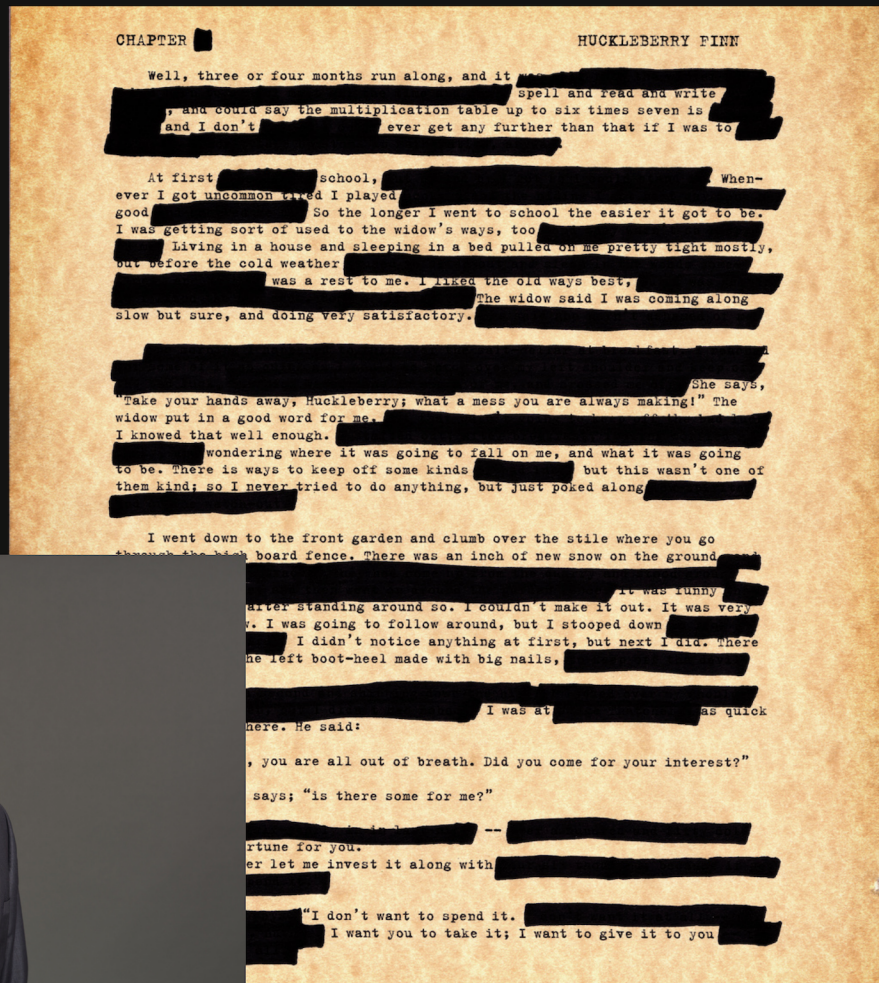 CHAPTER HUCKLEBERRY FINN
Well, three or four months run along, and it
spell and read and write
, and could say the multiplication table up to six times seven is
and I don't ever get any further than that if I was to
At first school, When-
ever I got uncommon tired I played
good So the longer I went to school the easier it got to be.
I was getting sort of used to the widow's ways, too
Living in a house and sleeping in a bed pulled on me pretty tight mostly,
but before the cold weather
was a rest to me. I liked the old ways best,
The widow said I was coming along
slow but sure, and doing very satisfactory.
She says,
“Take your hands away, Huckleberry; what a mess you are always making!” The
widow put in a good word for me,
I knowed that well enough.
wondering where it was going to fall on me, and what it was going
to be. There is ways to keep off some kinds but this wasn't one of
them kind; so I never tried to do anything, but just poked along
I went down to the front garden and clumb over the stile where you go
through the high board fence. There was an inch of new snow on the ground,
It was funny
after standing around so. I couldn't make it out. It was very
. I was going to follow around, but I stooped down
I didn't notice anything at first, but next I did. There
he left boot-heel made with big nails,
I was at as quick
here. He said:
, you are all out of breath. Did you come for your interest?”
says; “is there some for me?”
--
rtune for you.
er let me invest it along with
“I don't want to spend it.
I want you to take it; I want to give it to you